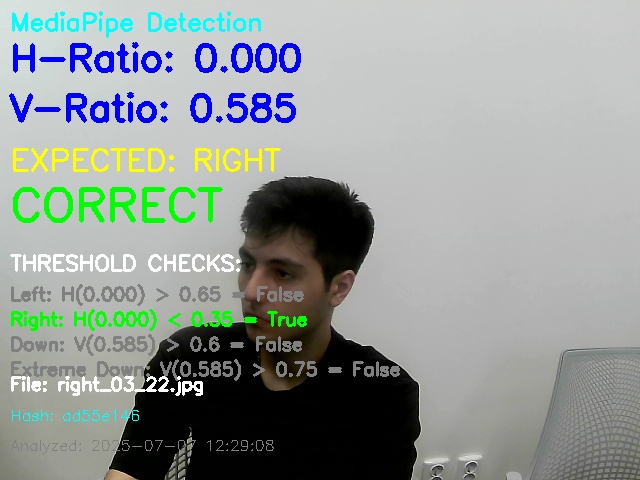 MediaPipe Detection
H-Ratio: 0.000
V-Ratio: 0.585
EXPECTED: RIGHT
CORRECT
THRESHOLD CHECKS:
Left: H(0.000) > 0.65 = False
Right: H(0.000) < 0.35 = True
Down: V(0.585) > 0.6 = False
Extreme Down: V(0.585) > 0.75 = False
File: right_03_22.jpg
Hash: ad55e146
Analyzed: 2025-07-07 12:29:08